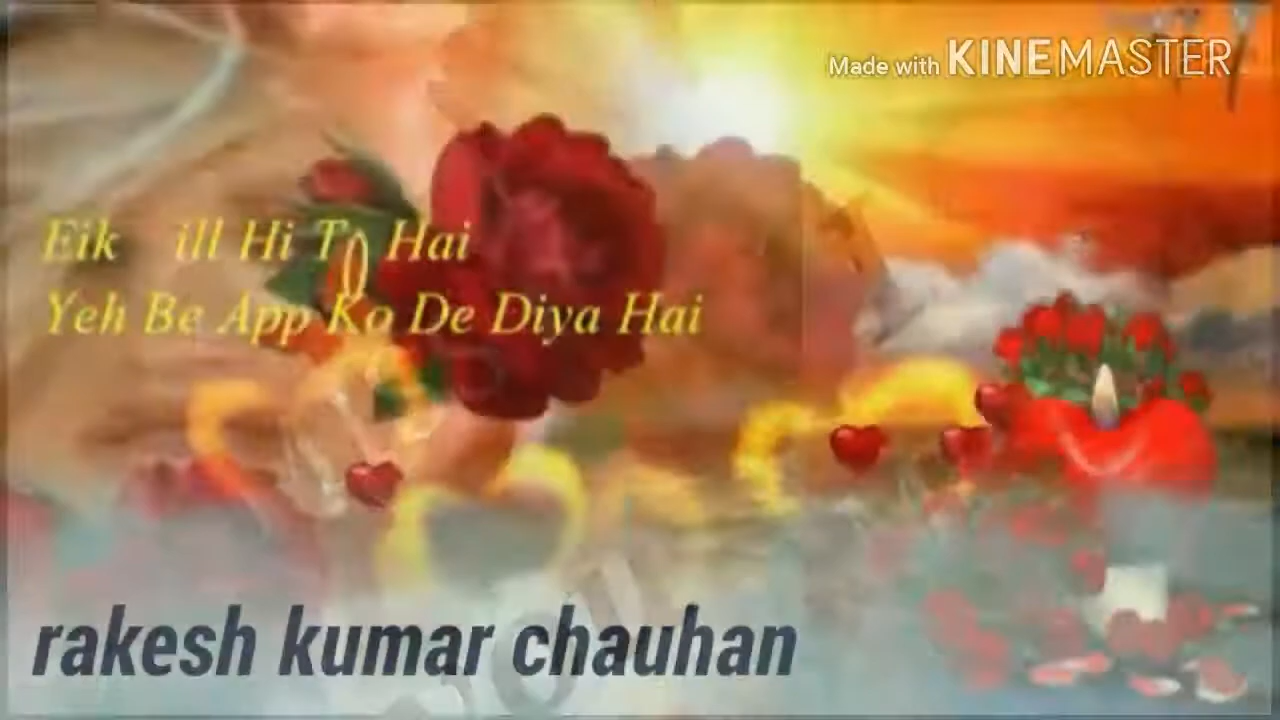 Made with KINEMASTER
Eik ill Hi To Hai
Yeh Be App Ko De Diya Hai
rakesh kumar chauhan